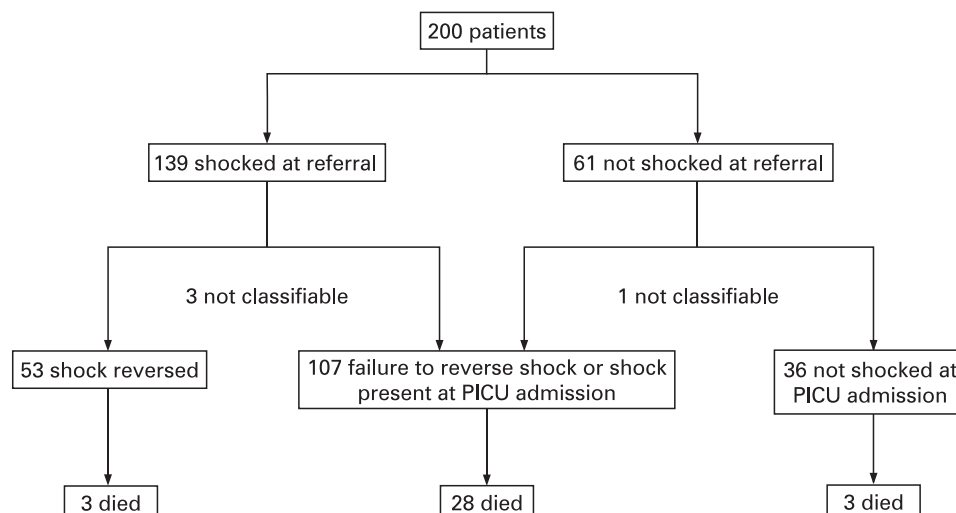 200 patients
139 shocked at referral
61 not shocked at referral
3 not classifiable
1 not classifiable
53 shock reversed
107 failure to reverse shock or shock
present at PICU admission
36 not shocked at
PICU admission
3 died
28 died
3 died